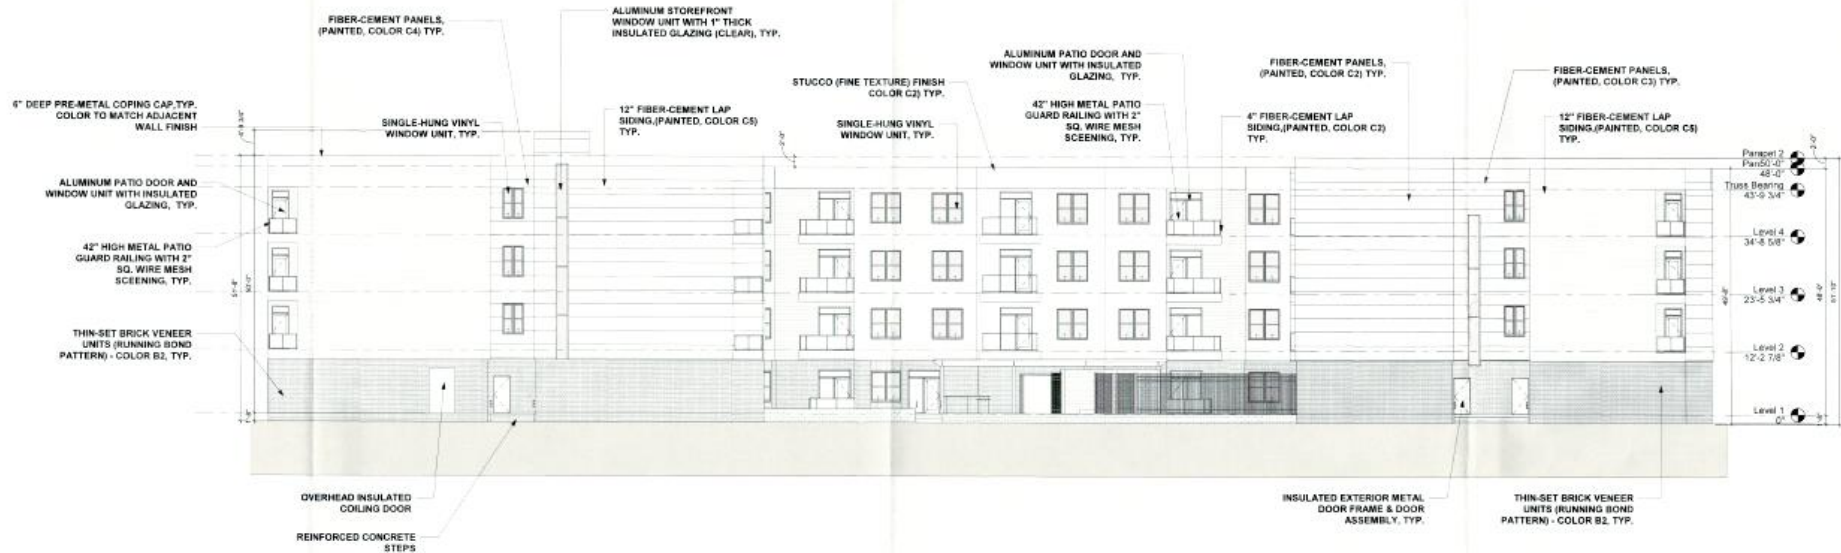 FIBER-CEMENT PANELS,
(PAINTED, COLOR C4) TYP.
ALUMINUM STOREFRONT
WINDOW UNIT WITH 1" THICK
INSULATED GLAZING (CLEAR), TYP.
6" DEEP PRE-METAL COPING CAP,TYP.
COLOR TO MATCH ADJACENT
WALL FINISH
SINGLE-HUNG VINYL
WINDOW UNIT, TYP.
12" FIBER-CEMENT LAP
SIDING,(PAINTED, COLOR C5)
TYP.
STUCCO (FINE TEXTURE) FINISH
COLOR C2) TYP.
SINGLE-HUNG VINYL
WINDOW UNIT, TYP.
ALUMINUM PATIO DOOR AND
WINDOW UNIT WITH INSULATED
GLAZING, TYP.
42" HIGH METAL PATIO
GUARD RAILING WITH 2"
SQ. WIRE MESH
SCEENING, TYP.
4" FIBER-CEMENT LAP
SIDING,(PAINTED, COLOR C2)
TYP.
FIBER-CEMENT PANELS,
(PAINTED, COLOR C2) TYP.
FIBER-CEMENT PANELS,
(PAINTED, COLOR C3) TYP.
12" FIBER-CEMENT LAP
SIDING,(PAINTED, COLOR C5)
TYP.
ALUMINUM PATIO DOOR AND
WINDOW UNIT WITH INSULATED
GLAZING, TYP.
42" HIGH METAL PATIO
GUARD RAILING WITH 2"
SQ. WIRE MESH
SCEENING, TYP.
THIN-SET BRICK VENEER
UNITS (RUNNING BOND
PATTERN) - COLOR B2, TYP.
2'-0"
2'-0"
Parapet 2
50'-0"
48'-0"
Truss Bearing
43'-9 3/4"
Level 4
34'-8 5/8"
Level 3
23'-5 3/4"
Level 2
12'-2 7/8"
Level 1
0"
48'-0"
OVERHEAD INSULATED
COILING DOOR
REINFORCED CONCRETE
STEPS
INSULATED EXTERIOR METAL
DOOR FRAME & DOOR
ASSEMBLY, TYP.
THIN-SET BRICK VENEER
UNITS (RUNNING BOND
PATTERN) - COLOR B2, TYP.